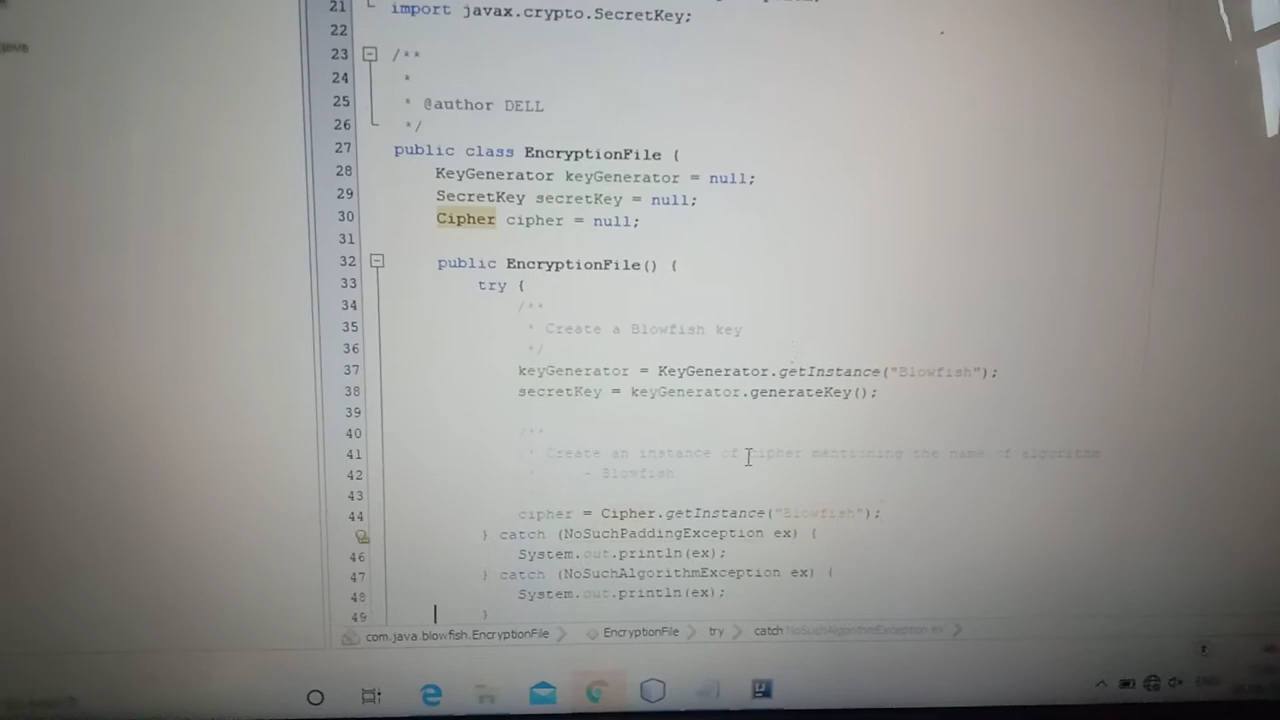 21 import javax.crypto.SecretKey;
22
23 /**
24 *
25 * @author DELL
26 */
27 public class EncryptionFile {
28 KeyGenerator keyGenerator = null;
29 SecretKey secretKey = null;
30 Cipher cipher = null;
31
32 public EncryptionFile() {
33 try {
34 /**
35 * Create a Blowfish key
36 */
37 keyGenerator = KeyGenerator.getInstance("Blowfish");
38 secretKey = keyGenerator.generateKey();
39
40 /**
41 * Create an instance of cipher mentioning the name of algorithm
42 * - Blowfish
43
44 cipher = Cipher.getInstance("Blowfish");
} catch (NoSuchPaddingException ex) {
46 System.out.println(ex);
47 } catch (NoSuchAlgorithmException ex) {
48 System.out.println(ex);
49 }
com.java.blowfish.EncryptionFile EncryptionFile try catch NoSuchAlgorithmException ex